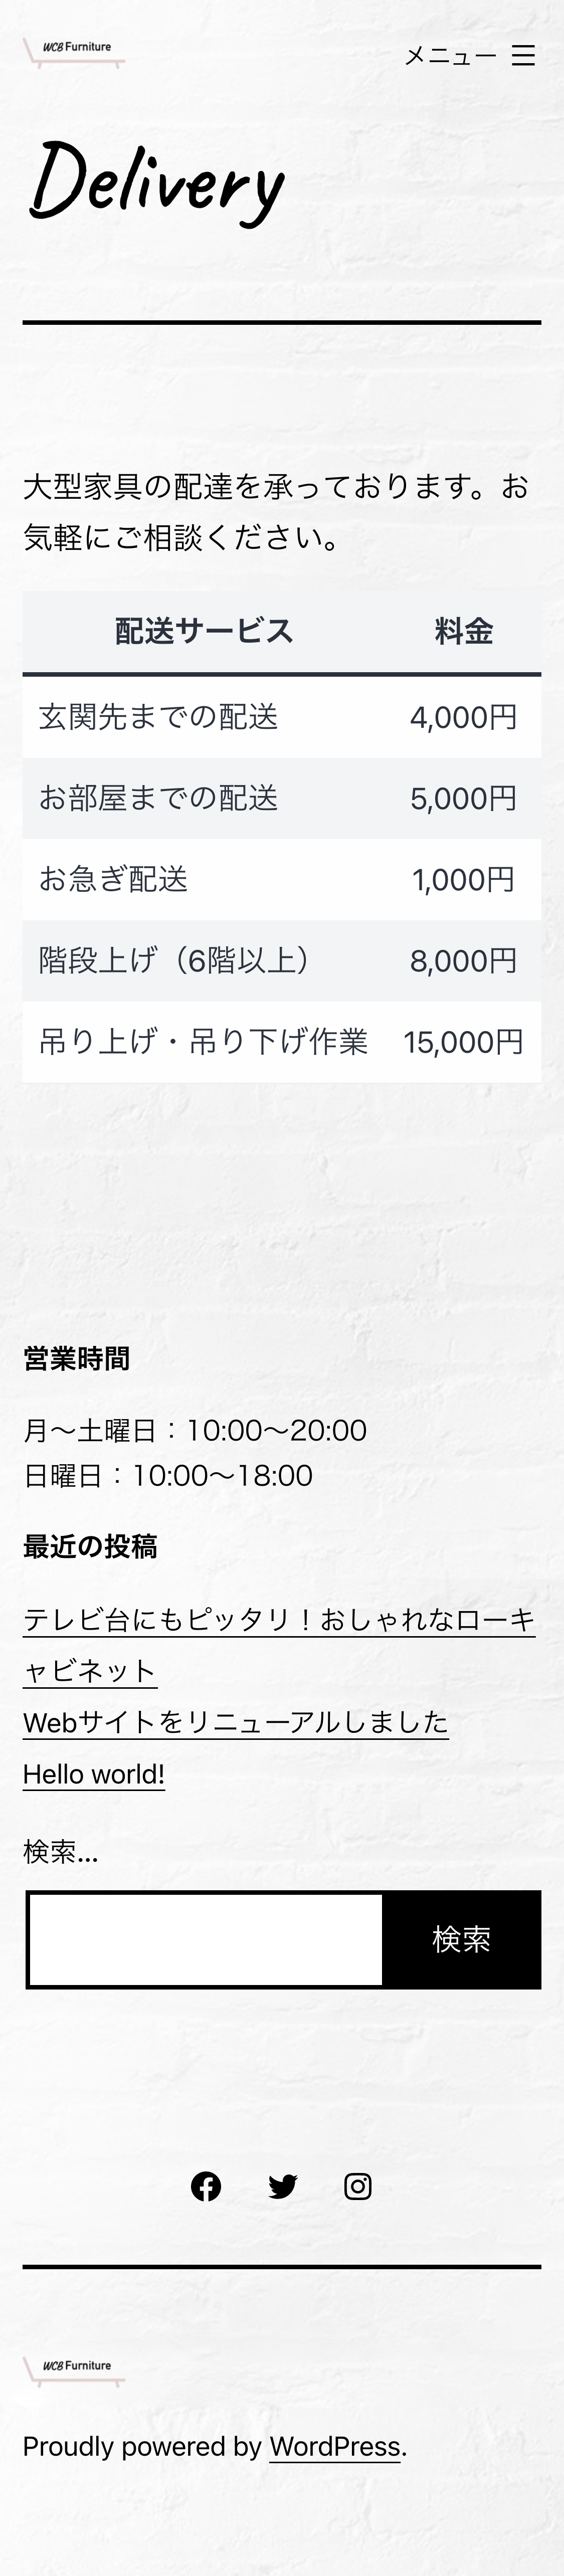 WCB Furniture
メニュー
Delivery
大型家具の配達を承っております。お
気軽にご相談ください。
配送サービス 料金
玄関先までの配送 4,000円
お部屋までの配送 5,000円
お急ぎ配送 1,000円
階段上げ（6階以上） 8,000円
吊り上げ・吊り下げ作業 15,000円
営業時間
月〜土曜日：10:00〜20:00
日曜日：10:00〜18:00
最近の投稿
テレビ台にもピッタリ！おしゃれなローキ
ャビネット
Webサイトをリニューアルしました
Hello world!
検索…
検索
WCB Furniture
Proudly powered by WordPress.